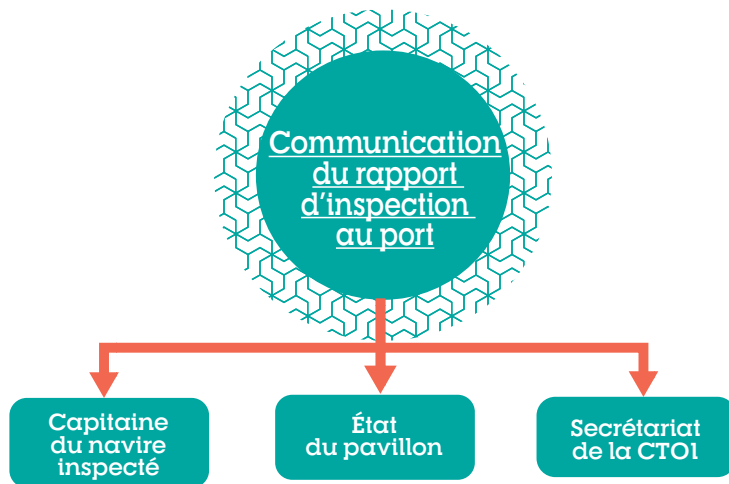 Communication
du rapport
d’inspection
au port
Capitaine
du navire
inspecté
État
du pavillon
Secrétariat
de la CTOI